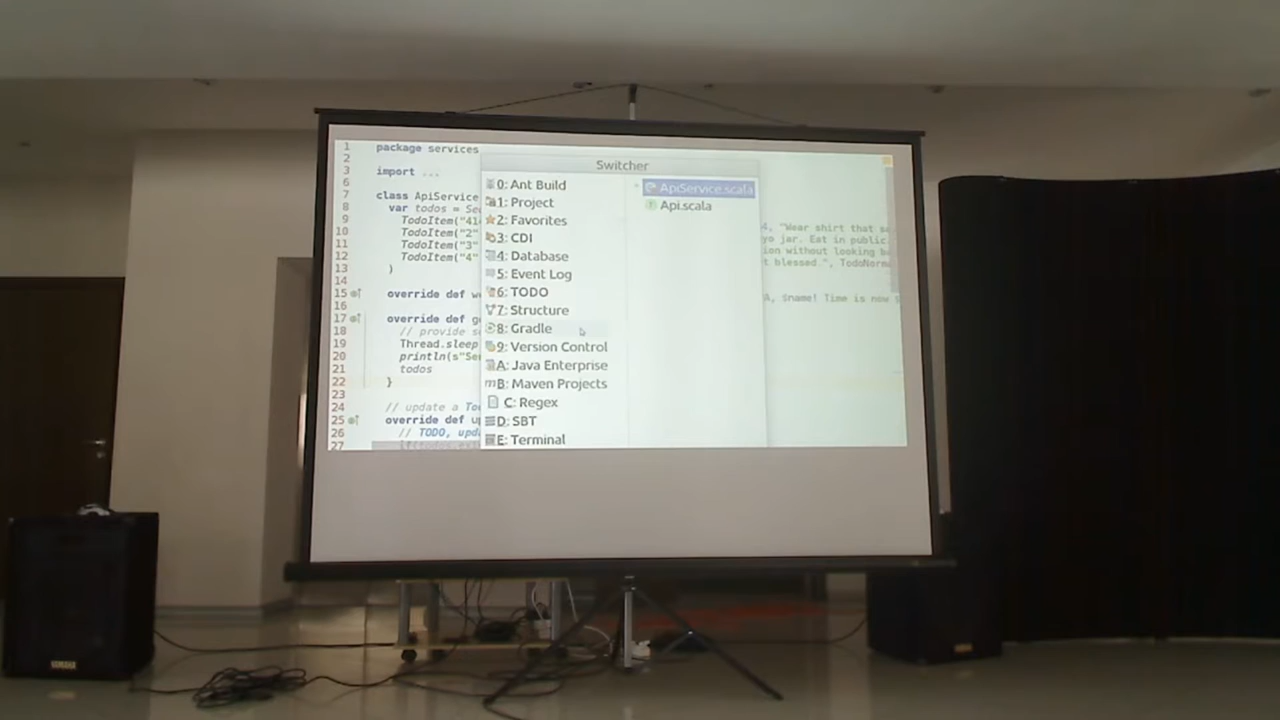 Switcher
1 package services
2
3 import ...
6
7 class ApiService
8 var todos = Se
9 TodoItem("41
10 TodoItem("2"
11 TodoItem("3"
12 TodoItem("4"
13 )
14
15 override def w
16
17 override def g
18 // provide s
19 Thread.sleep
20 println(s"Se
21 todos
22 }
23
24 // update a To
25 override def u
26 // TODO, upd
27
0: Ant Build
1: Project
2: Favorites
3: CDI
4: Database
5: Event Log
6: TODO
7: Structure
8: Gradle
9: Version Control
A: Java Enterprise
B: Maven Projects
C: Regex
D: SBT
E: Terminal
ApiService.scala
Api.scala
4, "Wear shirt that sa
yo jar. Eat in public
ion without looking ba
t blessed.", TodoNorma
A, $name! Time is now $